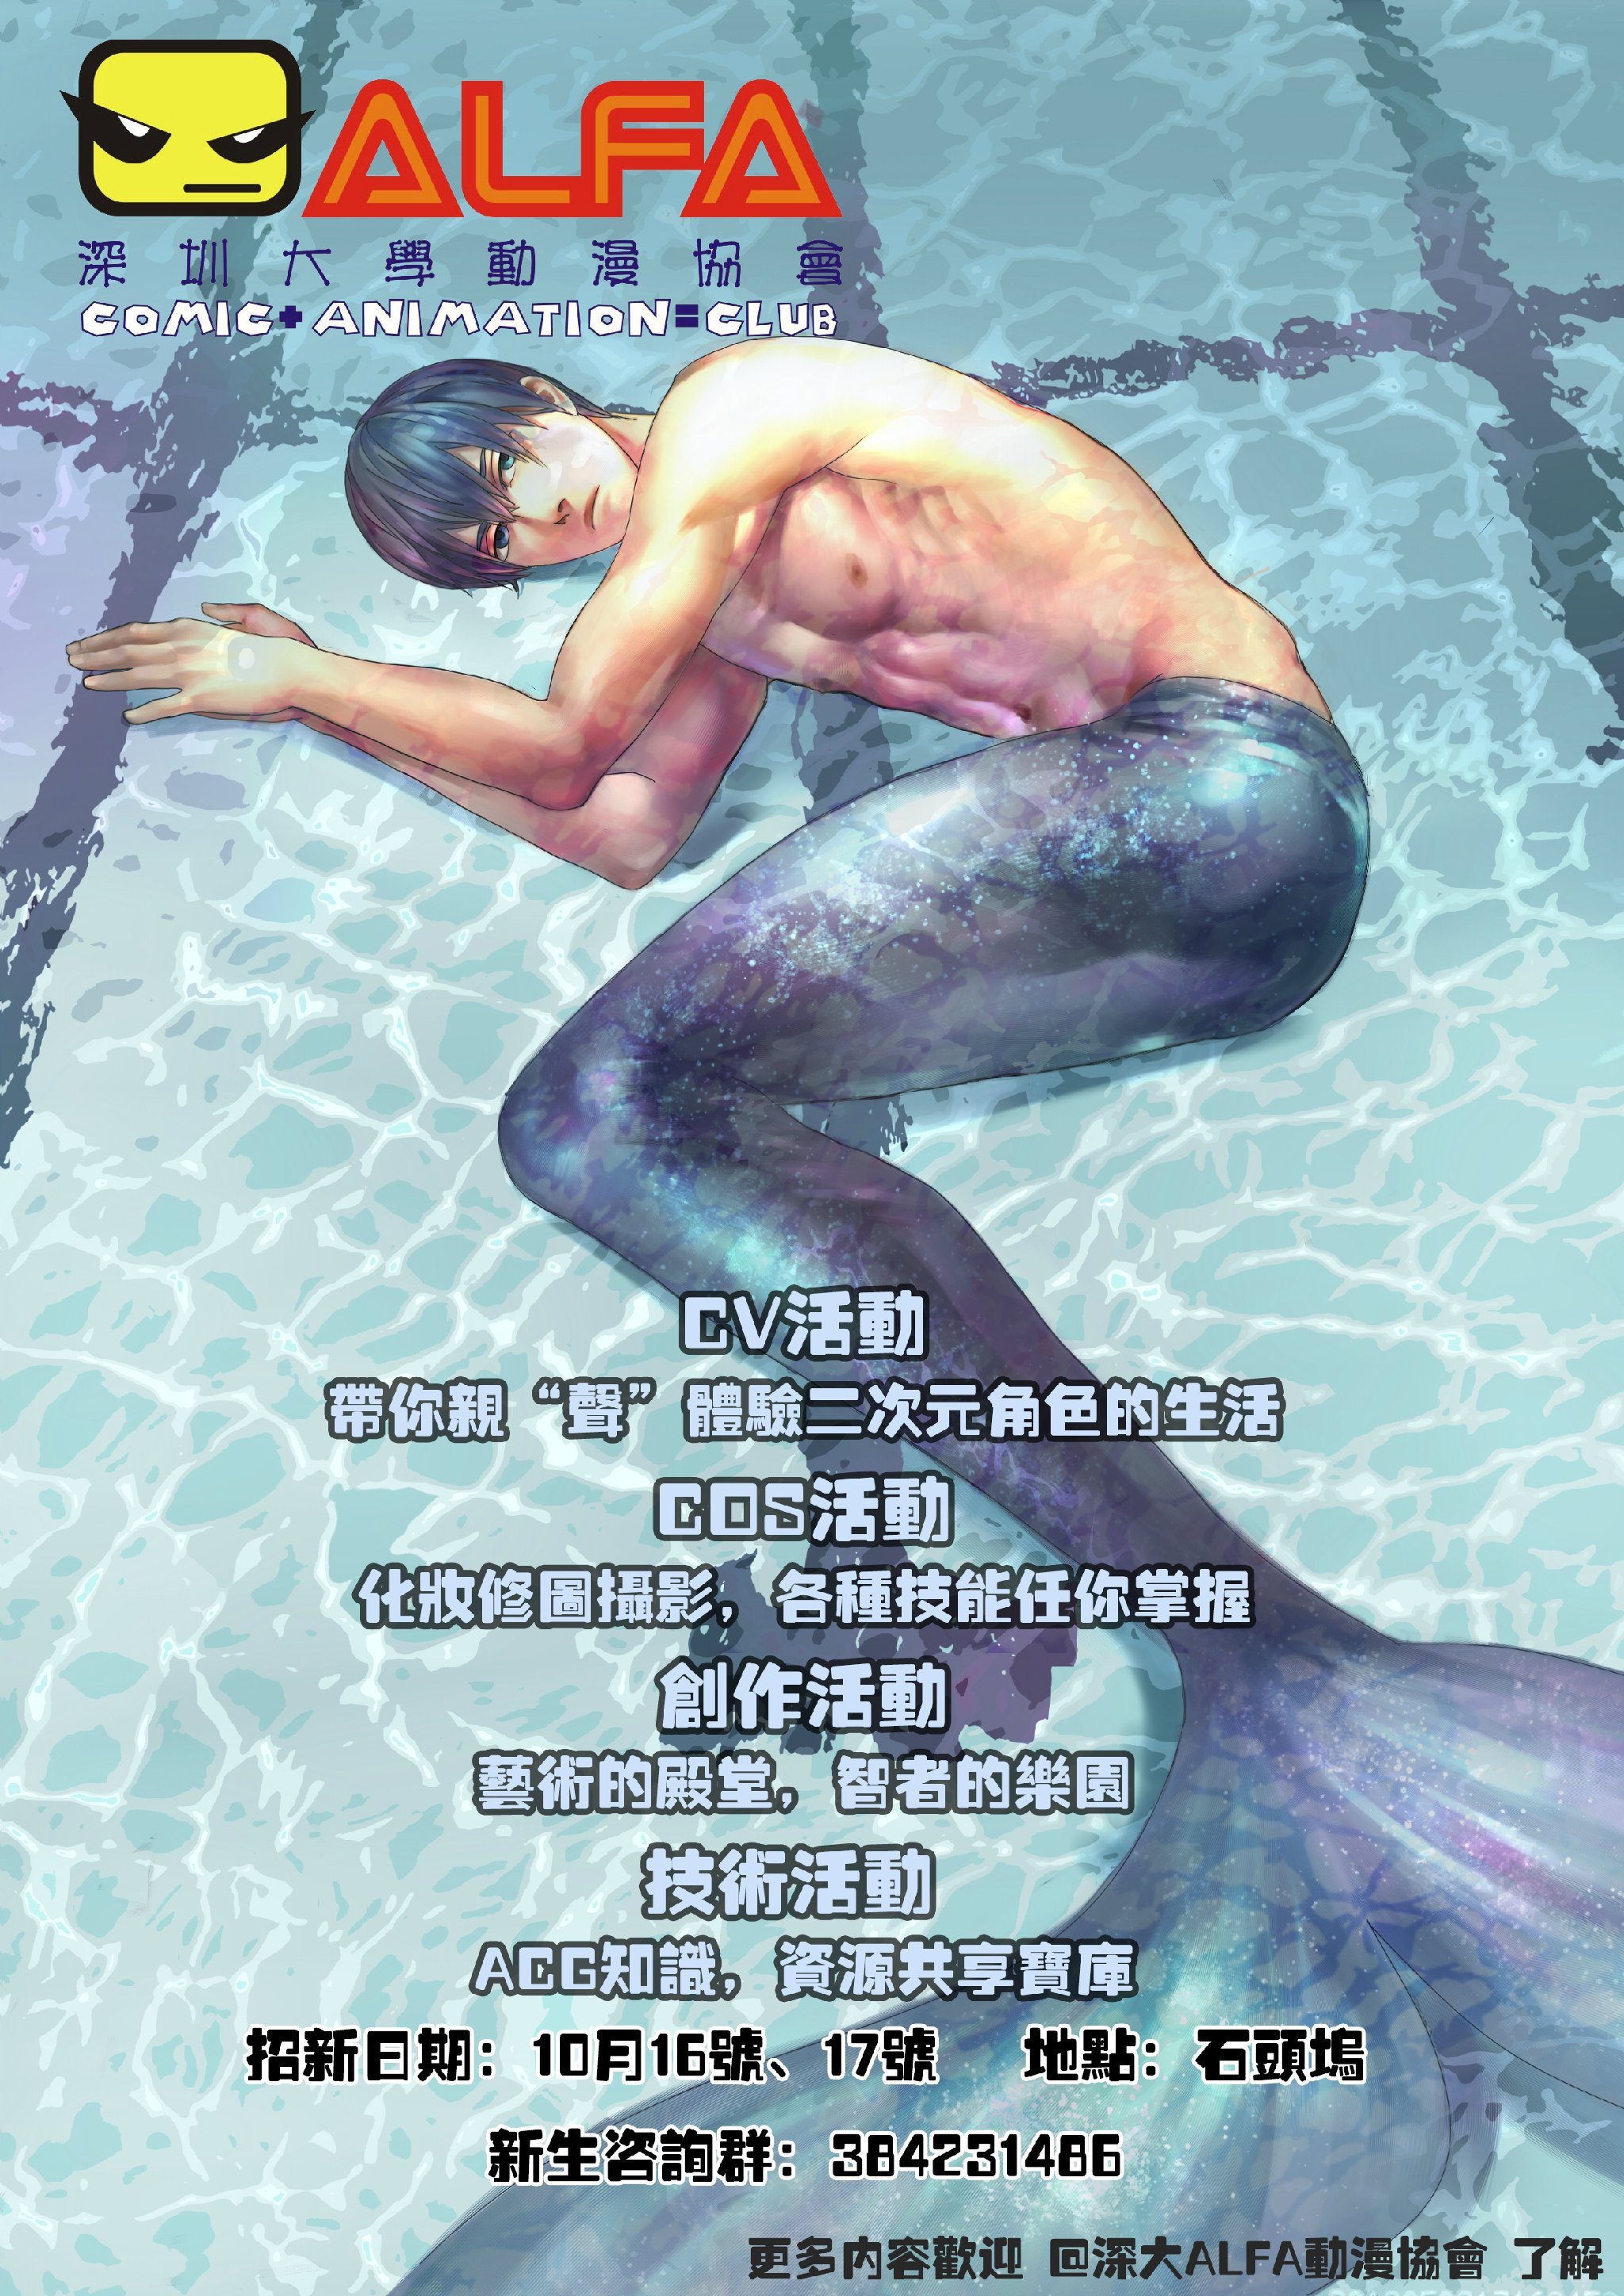 ALFA
深圳大學動漫協會
COMIC+ANIMATION=CLUB
CV活動
帶你親“聲”體驗二次元角色的生活
COS活動
化妝修圖攝影，各種技能任你掌握
創作活動
藝術的殿堂，智者的樂園
技術活動
ACG知識，資源共享寶庫
招新日期：10月16號、17號 地點：石頭塢
新生咨詢群：384231486
更多内容歡迎 @深大ALFA動漫協會 了解